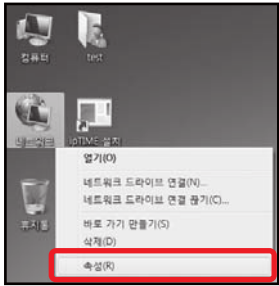 컴퓨터
test
네트워크
ipTIME 설치
휴지통
열기(O)
네트워크 드라이브 연결(N)...
네트워크 드라이브 연결 끊기(C)...
바로 가기 만들기(S)
삭제(D)
속성(R)